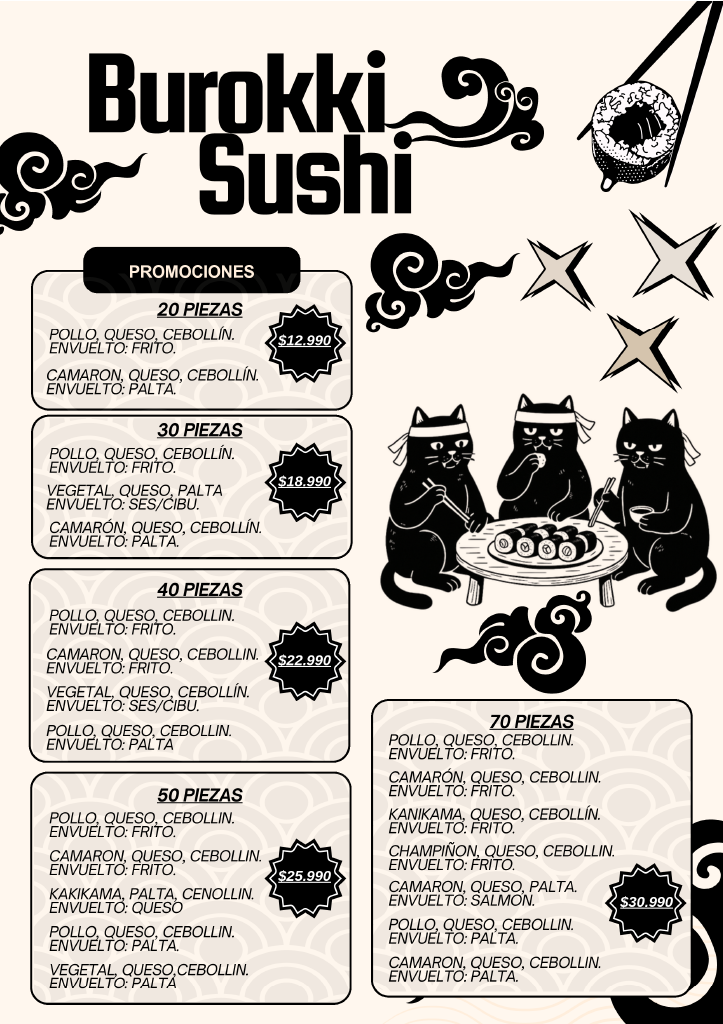 Burokki
Sushi
PROMOCIONES
20 PIEZAS
POLLO, QUESO, CEBOLLÍN.
ENVUELTO: FRITO.
$12.990
CAMARON, QUESO, CEBOLLÍN.
ENVUELTO: PALTA.
30 PIEZAS
POLLO, QUESO, CEBOLLÍN.
ENVUELTO: FRITO.
$18.990
VEGETAL, QUESO, PALTA
ENVUELTO: SES/CIBU.
CAMARÓN, QUESO, CEBOLLÍN.
ENVUELTO: PALTA.
40 PIEZAS
POLLO, QUESO, CEBOLLIN.
ENVUELTO: FRITO.
CAMARON, QUESO, CEBOLLIN.
ENVUELTO: FRITO.
$22.990
VEGETAL, QUESO, CEBOLLÍN.
ENVUELTO: SES/CIBU.
POLLO, QUESO, CEBOLLIN.
ENVUELTO: PALTA
50 PIEZAS
POLLO, QUESO, CEBOLLIN.
ENVUELTO: FRITO.
CAMARON, QUESO, CEBOLLIN.
ENVUELTO: FRITO.
$25.990
KAKIKAMA, PALTA, CENOLLIN.
ENVUELTO: QUESO
POLLO, QUESO, CEBOLLIN.
ENVUELTO: PALTA.
VEGETAL, QUESO,CEBOLLIN.
ENVUELTO: PALTA
70 PIEZAS
POLLO, QUESO, CEBOLLIN.
ENVUELTO: FRITO.
CAMARÓN, QUESO, CEBOLLIN.
ENVUELTO: FRITO.
KANIKAMA, QUESO, CEBOLLÍN.
ENVUELTO: FRITO.
CHAMPIÑON, QUESO, CEBOLLIN.
ENVUELTO: FRITO.
CAMARON, QUESO, PALTA.
ENVUELTO: SALMON.
$30.990
POLLO, QUESO, CEBOLLIN.
ENVUELTO: PALTA.
CAMARON, QUESO, CEBOLLIN.
ENVUELTO: PALTA.